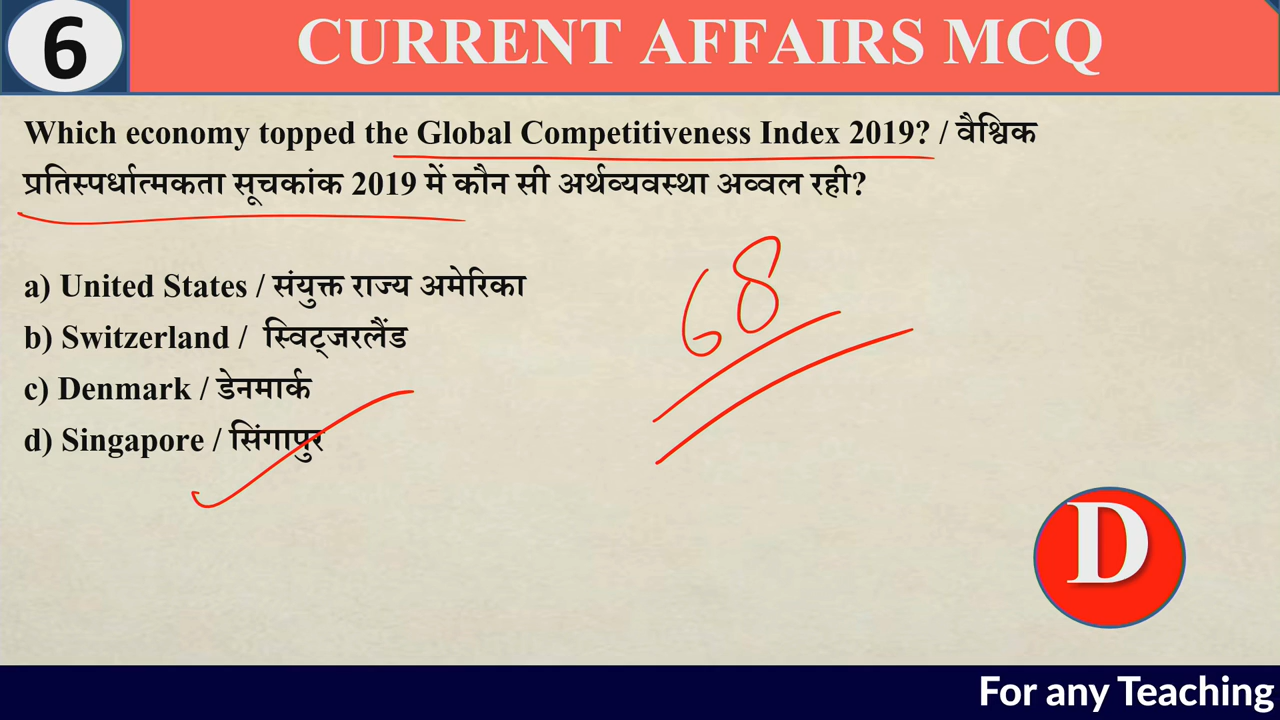 6
CURRENT AFFAIRS MCQ
Which economy topped the Global Competitiveness Index 2019? / वैश्विक
प्रतिस्पर्धात्मकता सूचकांक 2019 में कौन सी अर्थव्यवस्था अव्वल रही?
a) United States / संयुक्त राज्य अमेरिका
b) Switzerland / स्विट्जरलैंड
c) Denmark / डेनमार्क
d) Singapore / सिंगापुर
68
D
For any Teaching